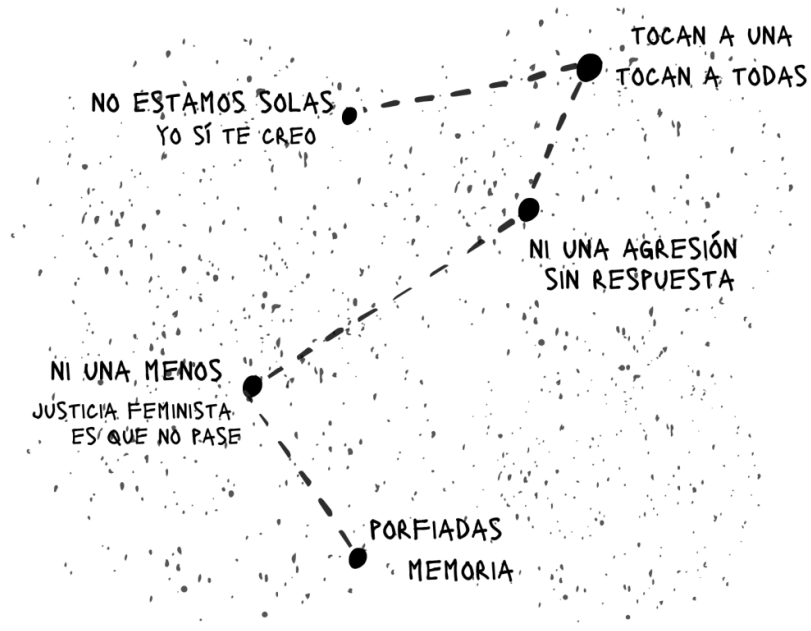 TOCAN A UNA
TOCAN A TODAS
NO ESTAMOS SOLAS
YO SÍ TE CREO
NI UNA AGRESIÓN
SIN RESPUESTA
NI UNA MENOS
JUSTICIA FEMINISTA
ES QUE NO PASE
PORFIADAS
MEMORIA